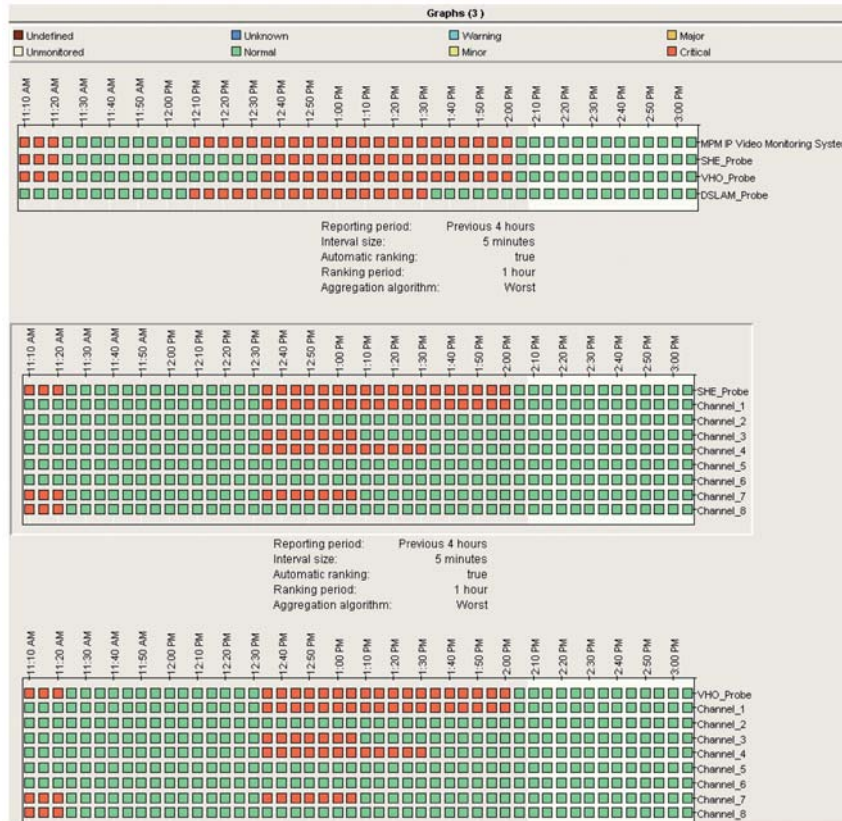 Graphs (3 )
Undefined Unknown Warning Major
Unmonitored Normal Minor Critical
11:10 AM 11:20 AM 11:30 AM 11:40 AM 11:50 AM 12:00 PM 12:10 PM 12:20 PM 12:30 PM 12:40 PM 12:50 PM 1:00 PM 1:10 PM 1:20 PM 1:30 PM 1:40 PM 1:50 PM 2:00 PM 2:10 PM 2:20 PM 2:30 PM 2:40 PM 2:50 PM 3:00 PM
MPM IP Video Monitoring System
SHE_Probe
VHO_Probe
DSLAM_Probe
Reporting period: Previous 4 hours
Interval size: 5 minutes
Automatic ranking: true
Ranking period: 1 hour
Aggregation algorithm: Worst
11:10 AM 11:20 AM 11:30 AM 11:40 AM 11:50 AM 12:00 PM 12:10 PM 12:20 PM 12:30 PM 12:40 PM 12:50 PM 1:00 PM 1:10 PM 1:20 PM 1:30 PM 1:40 PM 1:50 PM 2:00 PM 2:10 PM 2:20 PM 2:30 PM 2:40 PM 2:50 PM 3:00 PM
SHE_Probe
Channel_1
Channel_2
Channel_3
Channel_4
Channel_5
Channel_6
Channel_7
Channel_8
Reporting period: Previous 4 hours
Interval size: 5 minutes
Automatic ranking: true
Ranking period: 1 hour
Aggregation algorithm: Worst
11:10 AM 11:20 AM 11:30 AM 11:40 AM 11:50 AM 12:00 PM 12:10 PM 12:20 PM 12:30 PM 12:40 PM 12:50 PM 1:00 PM 1:10 PM 1:20 PM 1:30 PM 1:40 PM 1:50 PM 2:00 PM 2:10 PM 2:20 PM 2:30 PM 2:40 PM 2:50 PM 3:00 PM
VHO_Probe
Channel_1
Channel_2
Channel_3
Channel_4
Channel_5
Channel_6
Channel_7
Channel_8